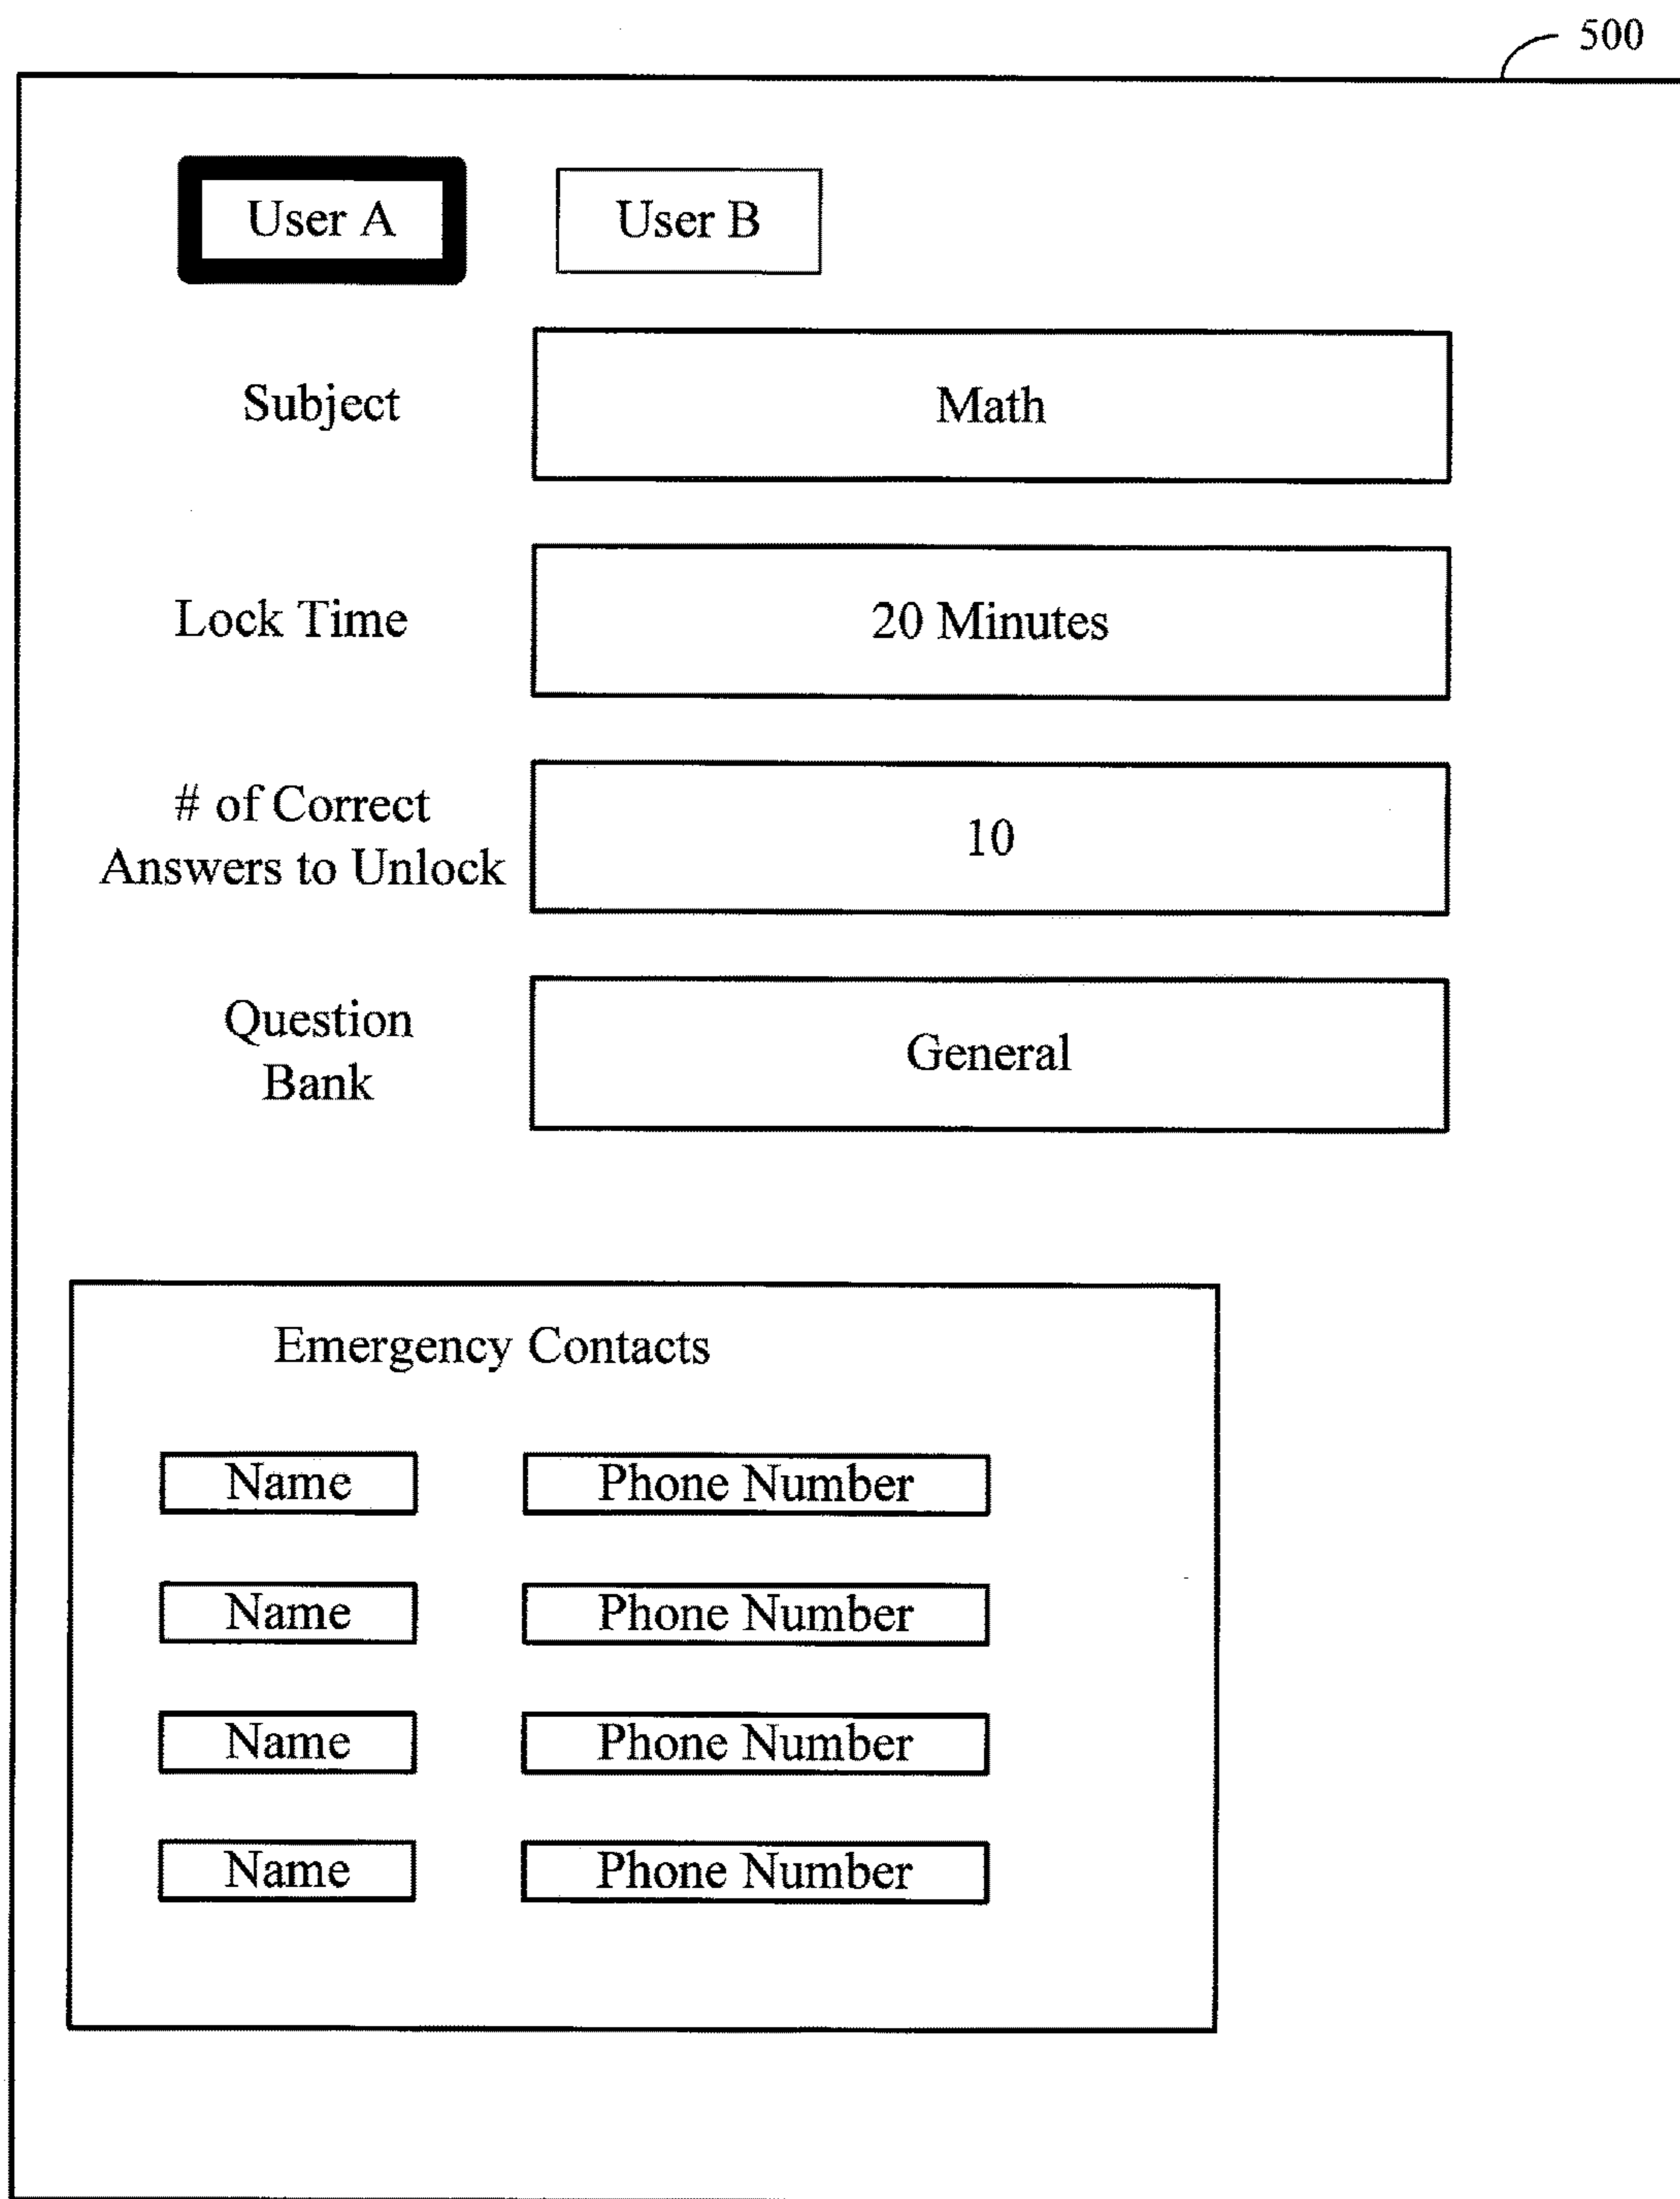 500
User A User B
Subject Math
Lock Time 20 Minutes
# of Correct
Answers to Unlock
10
Question
Bank
General
Emergency Contacts
Name Phone Number
Name Phone Number
Name Phone Number
Name Phone Number